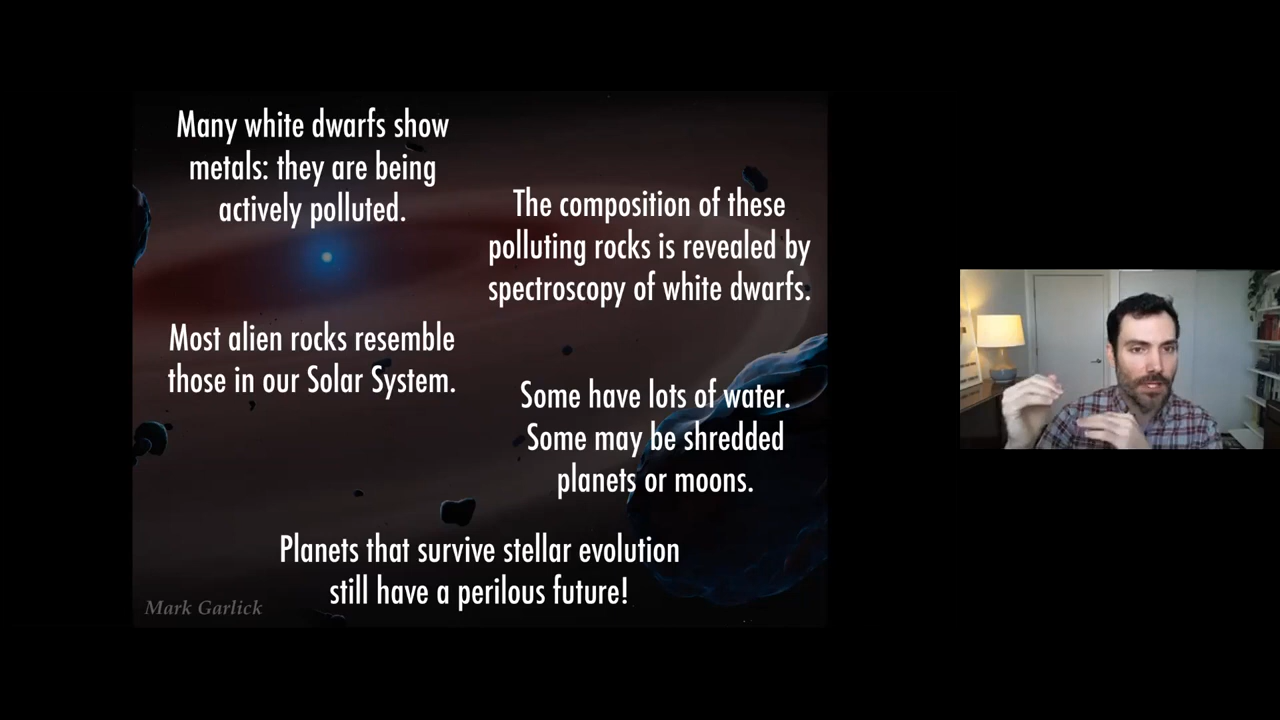 Many white dwarfs show
metals: they are being
actively polluted.
The composition of these
polluting rocks is revealed by
spectroscopy of white dwarfs.
Most alien rocks resemble
those in our Solar System.
Some have lots of water.
Some may be shredded
planets or moons.
Planets that survive stellar evolution
still have a perilous future!
Mark Garlick